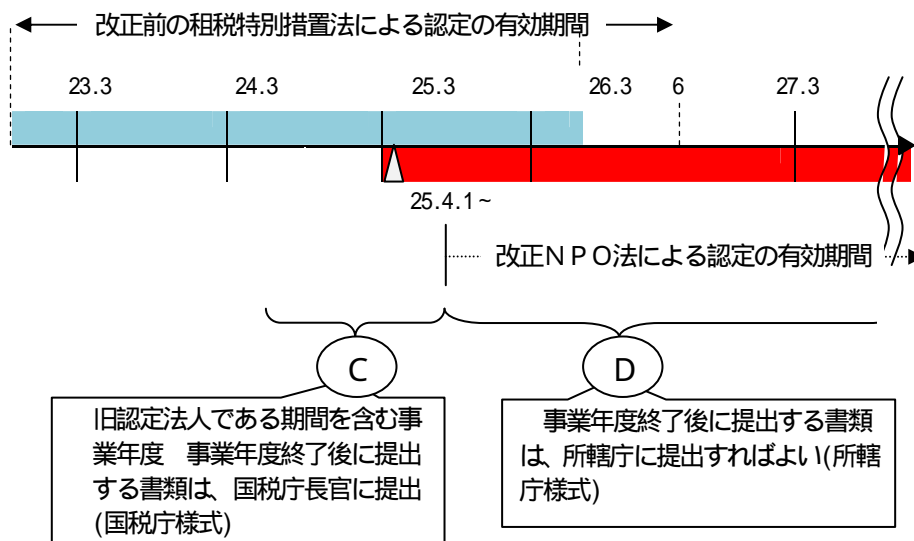 改正前の租税特別措置法による認定の有効期間
23.3 24.3 25.3 26.3 6 27.3
25.4.1~
改正NPO法による認定の有効期間
C
D
旧認定法人である期間を含む事
業年度 事業年度終了後に提出
する書類は、国税庁長官に提出
(国税庁様式)
事業年度終了後に提出する書類
は、所轄庁に提出すればよい(所轄
庁様式)